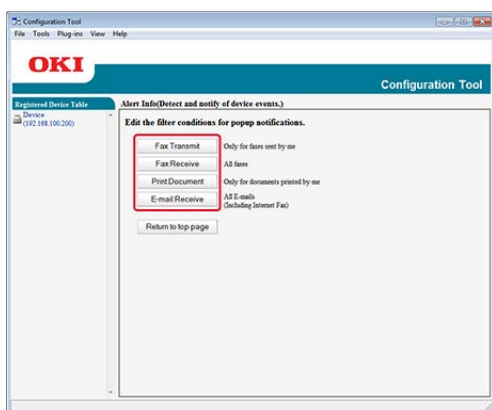 Configuration Tool
File Tools Plug-ins View Help
OKI
Configuration Tool
Registered Device Table
Device
(192.168.100.200)
Alert Info(Detect and notify of device events.)
Edit the filter conditions for popup notifications.
Fax Transmit Only for faxes sent by me
Fax Receive All faxes
Print Document Only for documents printed by me
E-mail Receive All E-mails
(Including Internet Fax)
Return to top page